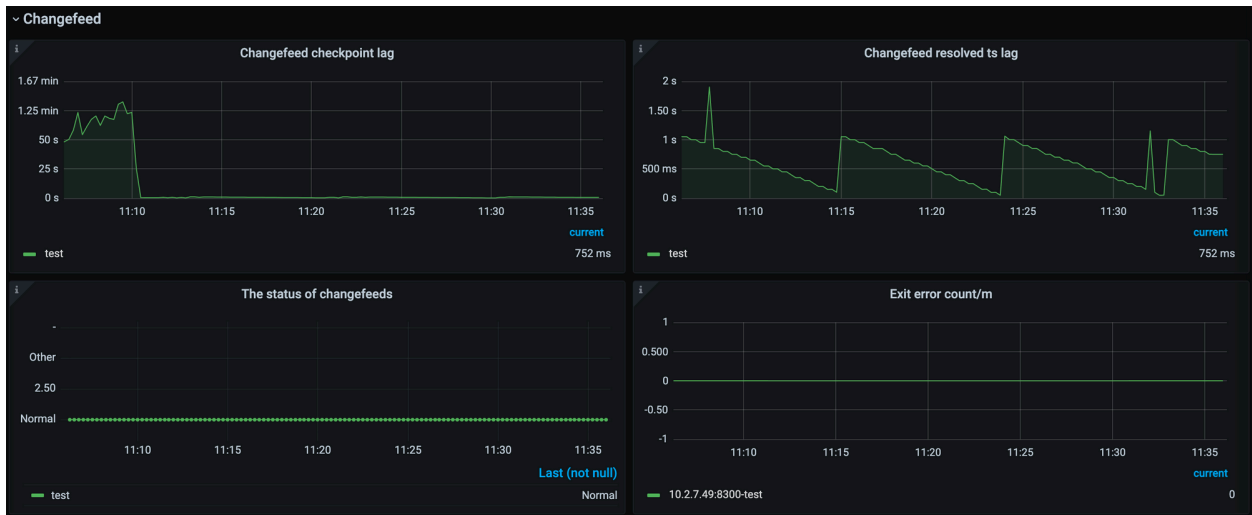 Changefeed
Changefeed checkpoint lag
1.67 min
1.25 min
50 s
25 s
0 s
11:10 11:15 11:20 11:25 11:30 11:35
current
test 752 ms
Changefeed resolved ts lag
2 s
1.50 s
1 s
500 ms
0 s
11:10 11:15 11:20 11:25 11:30 11:35
current
test 752 ms
The status of changefeeds
-
Other
2.50
Normal
11:10 11:15 11:20 11:25 11:30 11:35
Last (not null)
test Normal
Exit error count/m
1
0.500
0
-0.50
-1
11:10 11:15 11:20 11:25 11:30 11:35
current
10.2.7.49:8300-test 0